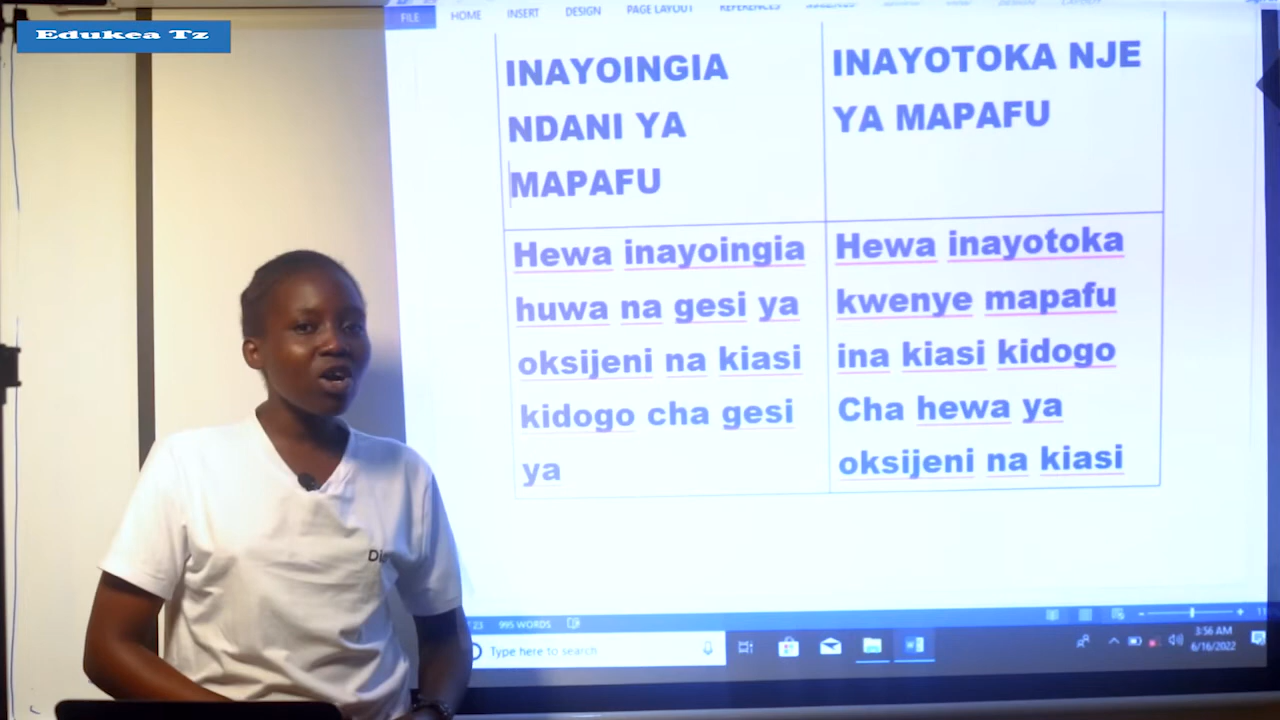 Edukea Tz
FILE HOME INSERT DESIGN PAGE LAYOUT REFERENCES
INAYOINGIA
NDANI YA
MAPAFU
INAYOTOKA NJE
YA MAPAFU
Hewa inayoingia
huwa na gesi ya
oksijeni na kiasi
kidogo cha gesi
ya
Hewa inayotoka
kwenye mapafu
ina kiasi kidogo
Cha hewa ya
oksijeni na kiasi
23 995 WORDS
Type here to search
3:56 AM
6/16/2022